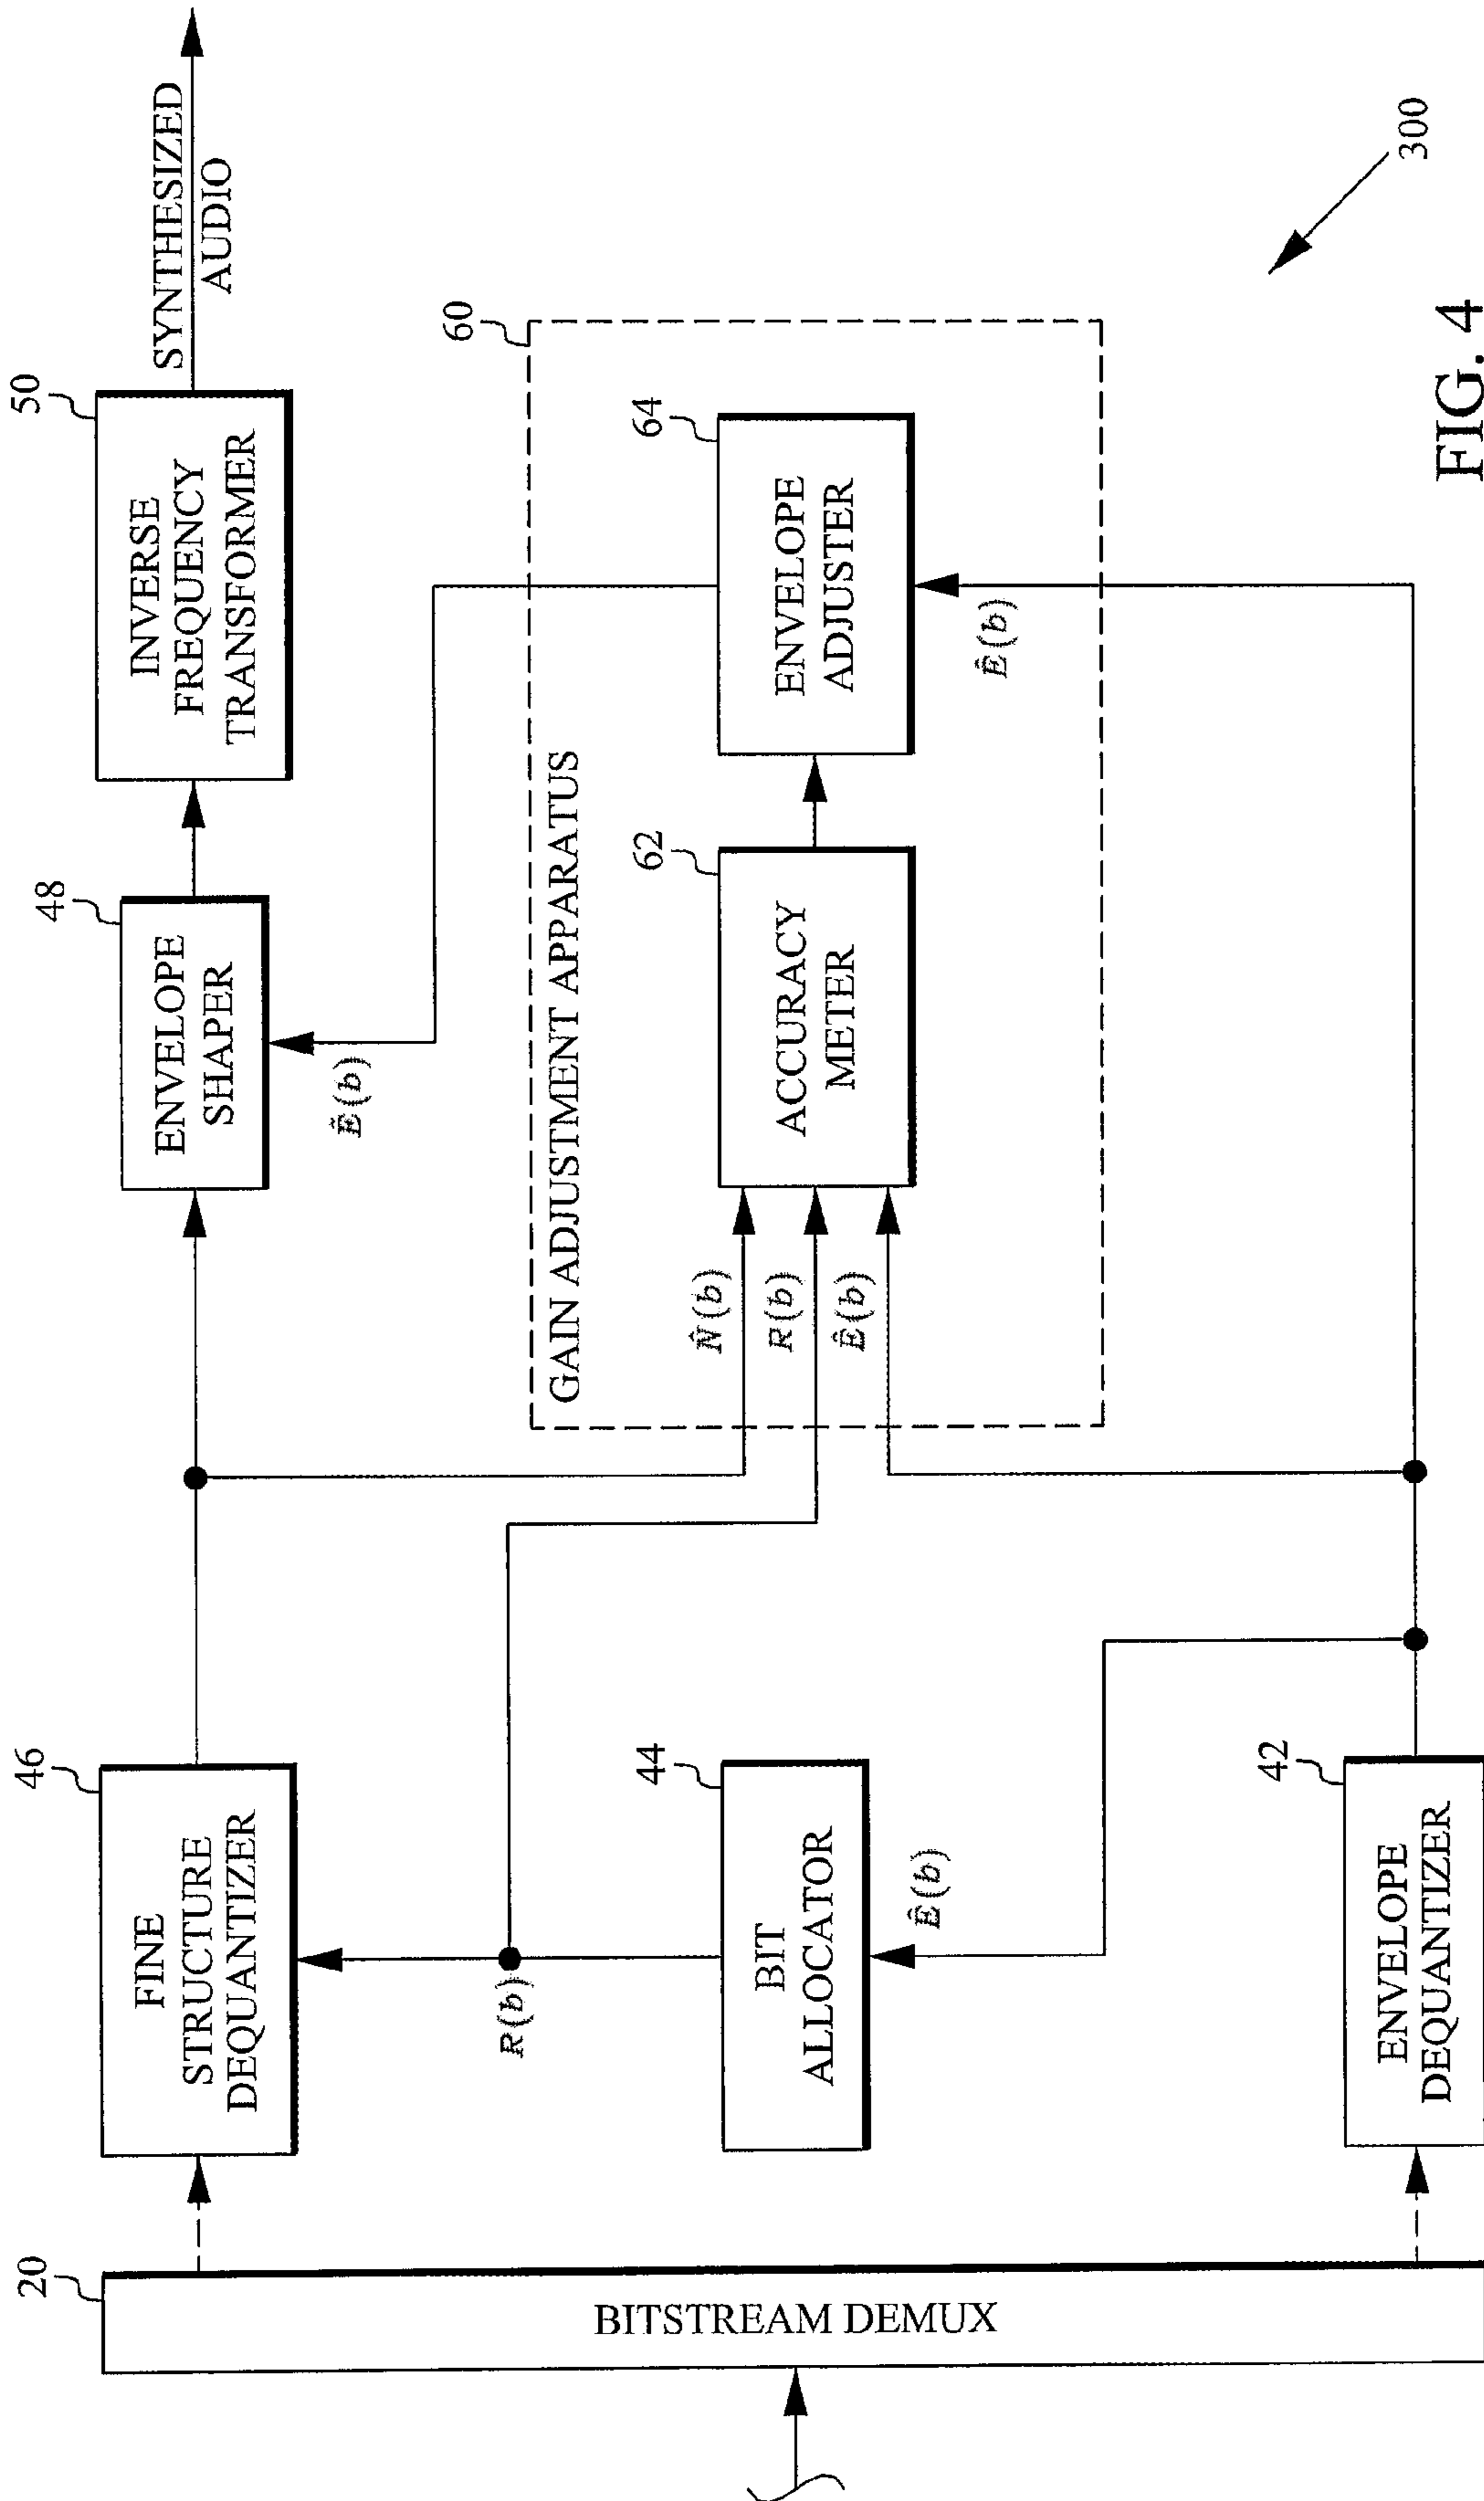 20
BITSTREAM DEMUX
46
FINE
STRUCTURE
DEQUANTIZER
R(b)
44
BIT
ALLOCATOR
Ê(b)
42
ENVELOPE
DEQUANTIZER
48
ENVELOPE
SHAPER
Ẽ(b)
50
INVERSE
FREQUENCY
TRANSFORMER
SYNTHESIZED
AUDIO
60
GAIN ADJUSTMENT APPARATUS
N̂(b)
R(b)
Ê(b)
62
ACCURACY
METER
64
ENVELOPE
ADJUSTER
Ê(b)
300
FIG. 4